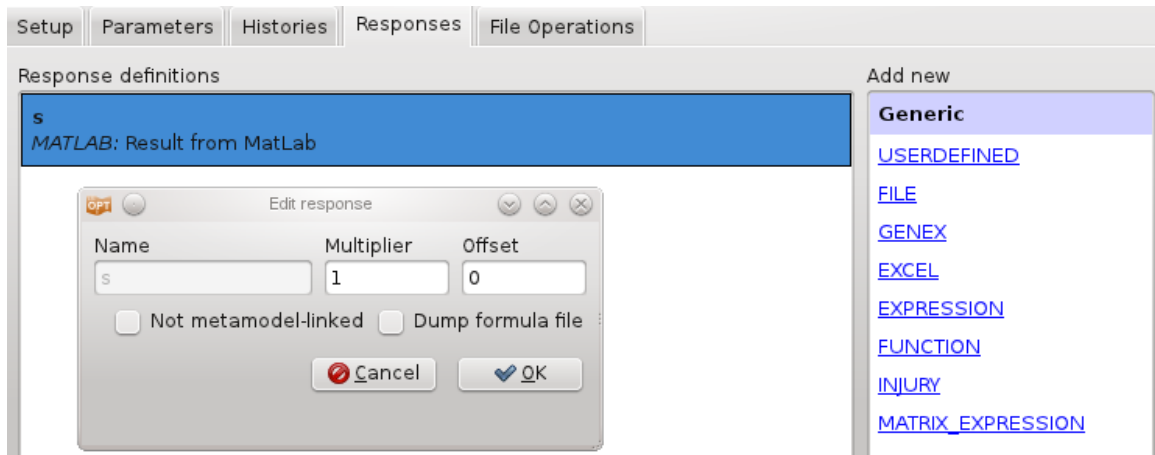 Setup Parameters Histories Responses File Operations
Response definitions
s
MATLAB: Result from MatLab
OPT Edit response
Name Multiplier Offset
s 1 0
Not metamodel-linked Dump formula file
Cancel OK
Add new
Generic
USERDEFINED
FILE
GENEX
EXCEL
EXPRESSION
FUNCTION
INJURY
MATRIX_EXPRESSION